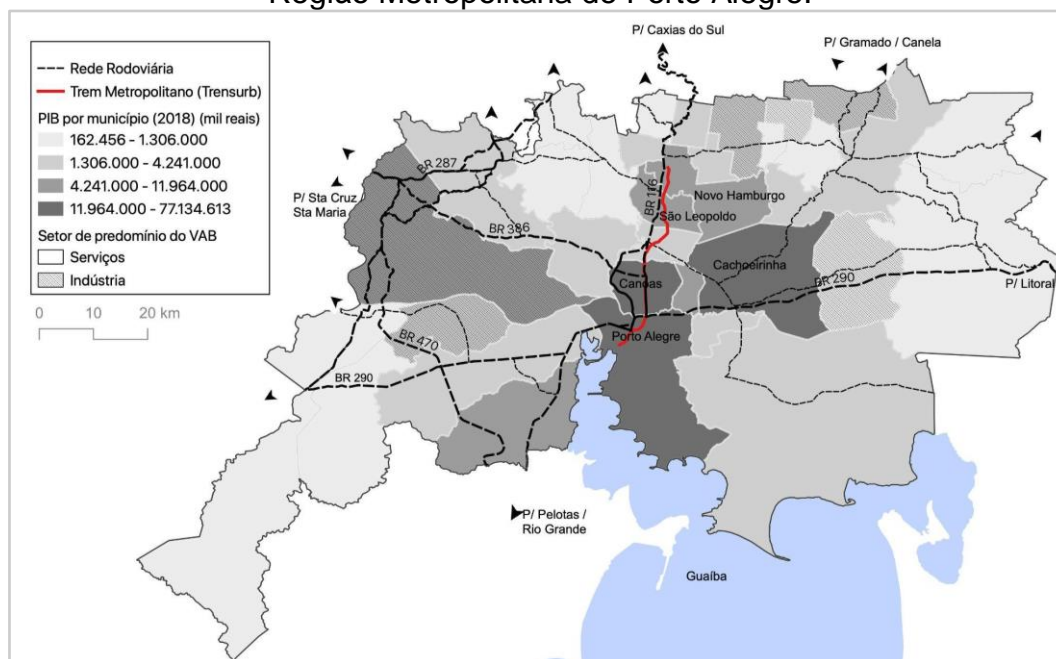 Região Metropolitana de Porto Alegre.
P/ Caxias do Sul
P/ Gramado / Canela
Rede Rodoviária
Trem Metropolitano (Trensurb)
PIB por município (2018) (mil reais)
162.456 - 1.306.000
1.306.000 - 4.241.000
4.241.000 - 11.964.000
11.964.000 - 77.134.613
Setor de predomínio do VAB
Serviços
Indústria
0 10 20 km
BR 287
P/ Sta Cruz /
Sta Maria
BR 386
BR 116
Novo Hamburgo
São Leopoldo
Cachoeirinha
Canoas
BR 290
P/ Litoral
Porto Alegre
BR 470
BR 290
P/ Pelotas /
Rio Grande
Guaíba